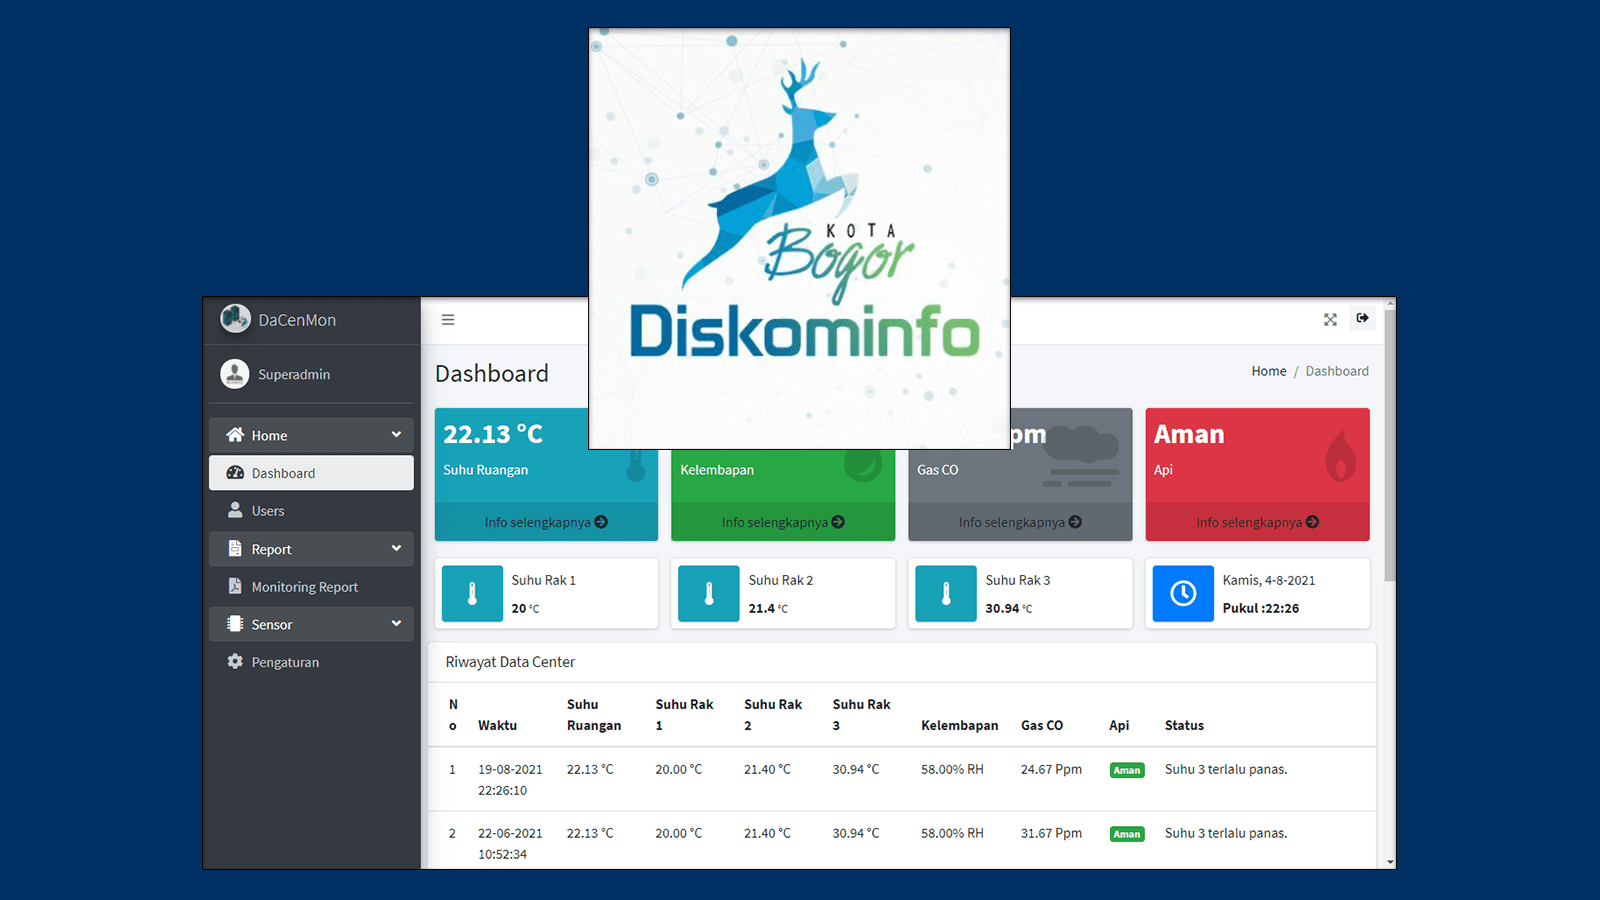 KOTA
Bogor
Diskominfo
DaCenMon
Superadmin
Home
Dashboard
Users
Report
Monitoring Report
Sensor
Pengaturan
Dashboard
Home / Dashboard
22.13 °C
Suhu Ruangan
Info selengkapnya
Kelembapan
Info selengkapnya
pm
Gas CO
Info selengkapnya
Aman
Api
Info selengkapnya
Suhu Rak 1
20 °C
Suhu Rak 2
21.4 °C
Suhu Rak 3
30.94 °C
Kamis, 4-8-2021
Pukul :22:26
Riwayat Data Center
No Waktu Suhu Ruangan Suhu Rak 1 Suhu Rak 2 Suhu Rak 3 Kelembapan Gas CO Api Status
1 19-08-2021 22:26:10 22.13 °C 20.00 °C 21.40 °C 30.94 °C 58.00% RH 24.67 Ppm Aman Suhu 3 terlalu panas.
2 22-06-2021 10:52:34 22.13 °C 20.00 °C 21.40 °C 30.94 °C 58.00% RH 31.67 Ppm Aman Suhu 3 terlalu panas.